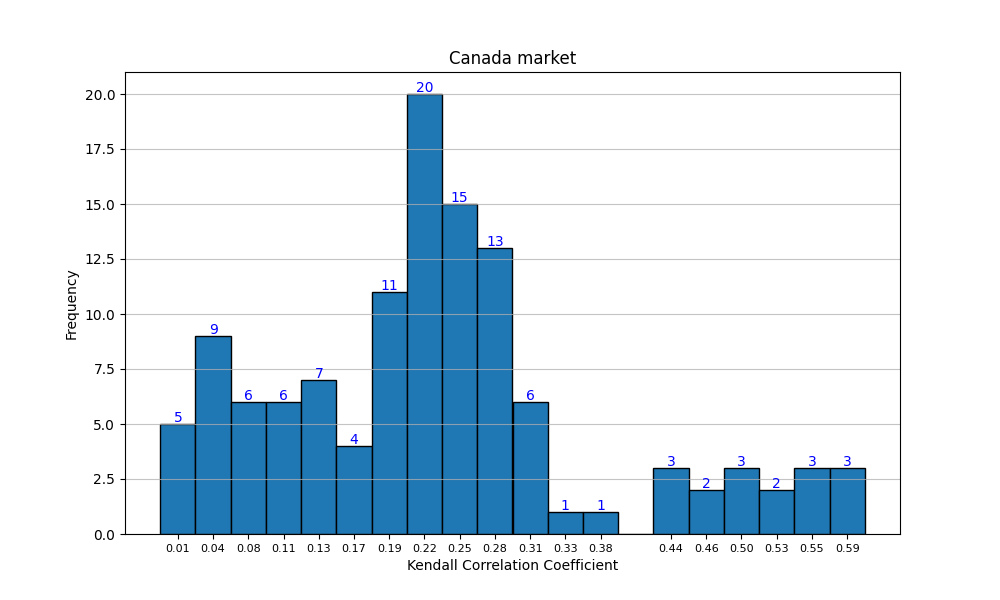 Canada market
Frequency
20.0
17.5
15.0
12.5
10.0
7.5
5.0
2.5
0.0
5 9 6 6 7 4 11 20 15 13 6 1 1 3 2 3 2 3 3
0.01 0.04 0.08 0.11 0.13 0.17 0.19 0.22 0.25 0.28 0.31 0.33 0.38 0.44 0.46 0.50 0.53 0.55 0.59
Kendall Correlation Coefficient